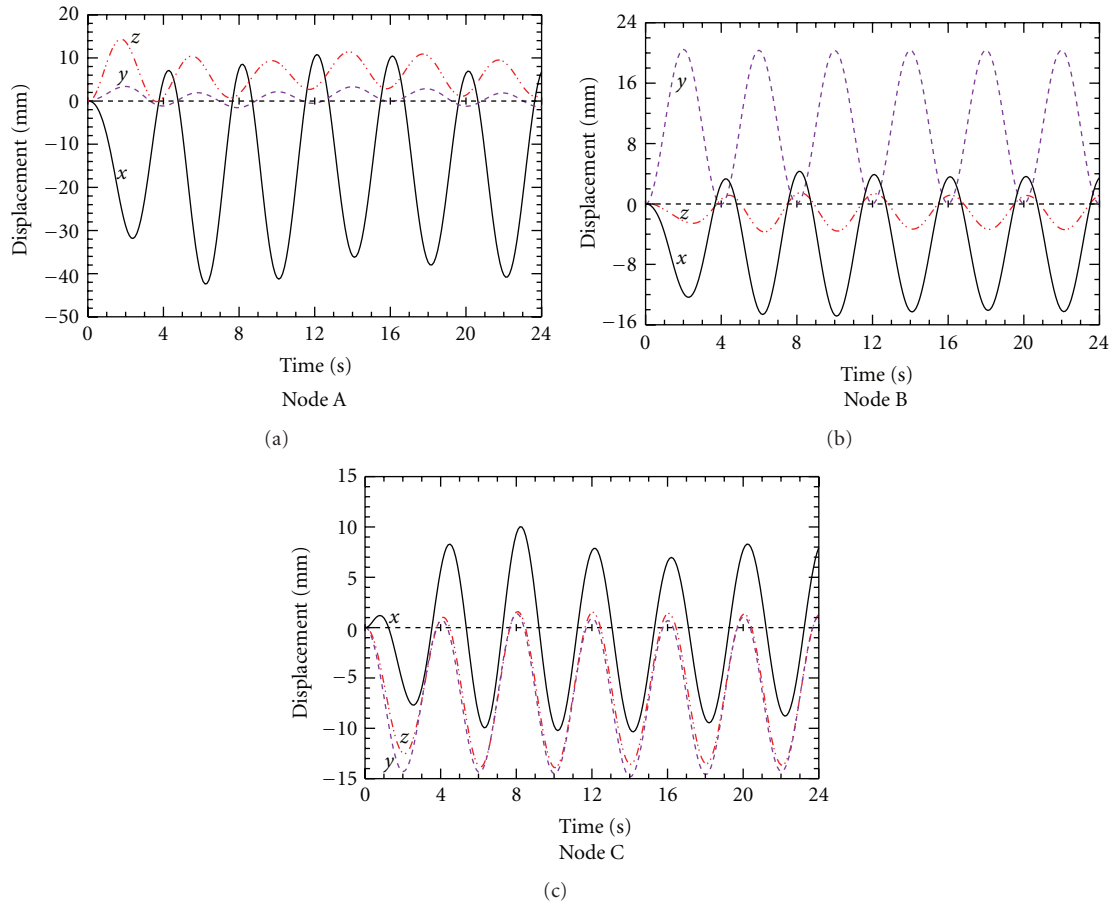 20
10
0
−10
−20
−30
−40
−50
Displacement (mm)
z
y
x
0 4 8 12 16 20 24
Time (s)
Node A
(a)
24
16
8
0
−8
−16
Displacement (mm)
y
z
x
0 4 8 12 16 20 24
Time (s)
Node B
(b)
15
10
5
0
−5
−10
−15
Displacement (mm)
x
z
y
0 4 8 12 16 20 24
Time (s)
Node C
(c)